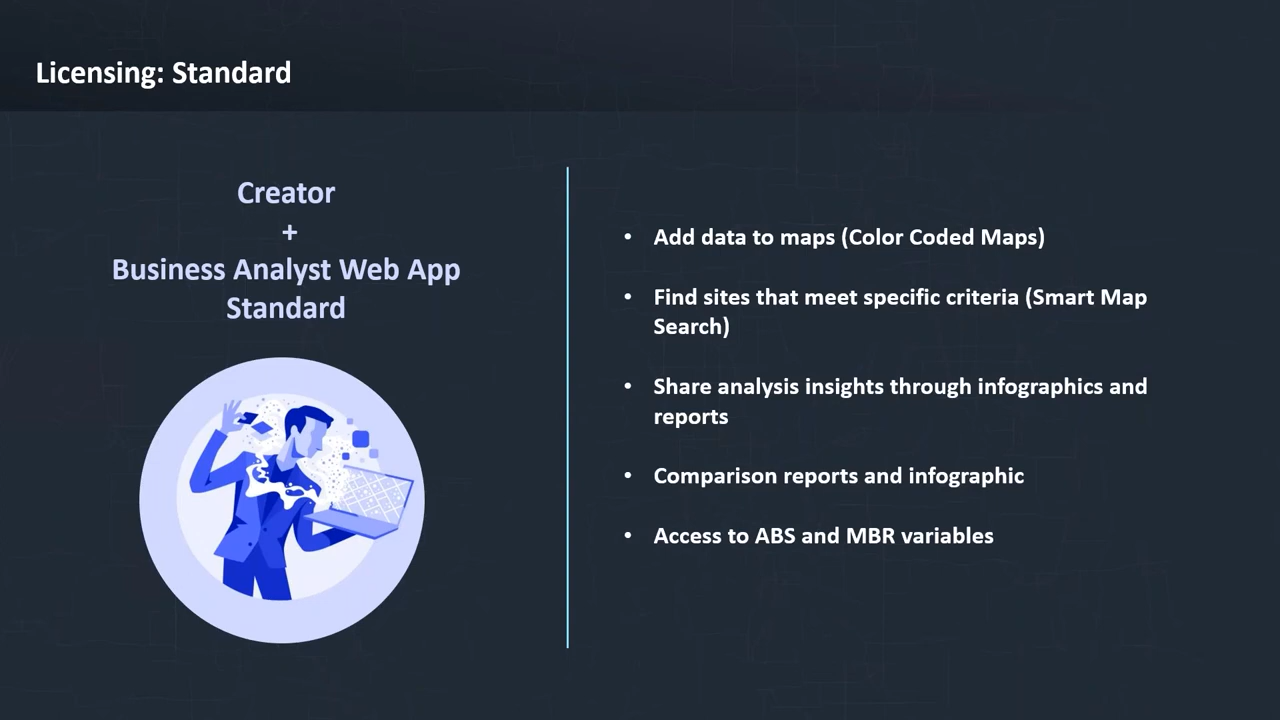 Licensing: Standard
Creator
+
Business Analyst Web App
Standard
• Add data to maps (Color Coded Maps)
• Find sites that meet specific criteria (Smart Map
Search)
• Share analysis insights through infographics and
reports
• Comparison reports and infographic
• Access to ABS and MBR variables